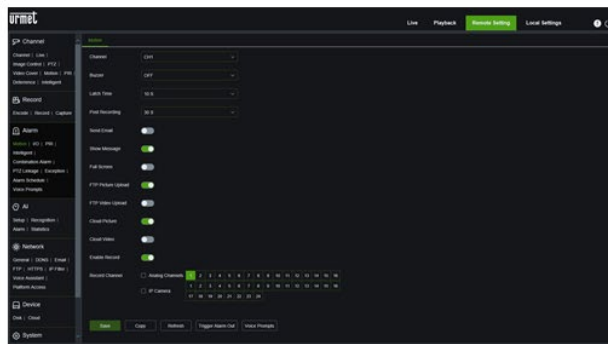 urmet
Live Playback Remote Setting Local Settings
Channel
Channel | Live |
Image Control | PTZ |
Video Cover | Motion | PIR |
Deterrence | Intelligent
Record
Encode | Record | Capture
Alarm
Motion | I/O | PIR |
Intelligent |
Combination Alarm |
PTZ Linkage | Exception |
Alarm Schedule |
Voice Prompts
AI
Setup | Recognition |
Alarm | Statistics
Network
General | DDNS | Email |
FTP | HTTPS | IP Filter |
Voice Assistant |
Platform Access
Device
Disk | Cloud
System
Motion
Channel CH1
Buzzer OFF
Latch Time 10 S
Post Recording 30 S
Send Email
Show Message
Full Screen
FTP Picture Upload
FTP Video Upload
Cloud Picture
Cloud Video
Enable Record
Record Channel Analog Channels 1 2 3 4 5 6 7 8 9 10 11 12 13 14 15 16
IP Camera 1 2 3 4 5 6 7 8 9 10 11 12 13 14 15 16
17 18 19 20 21 22 23 24
Save Copy Refresh Trigger Alarm Out Voice Prompts